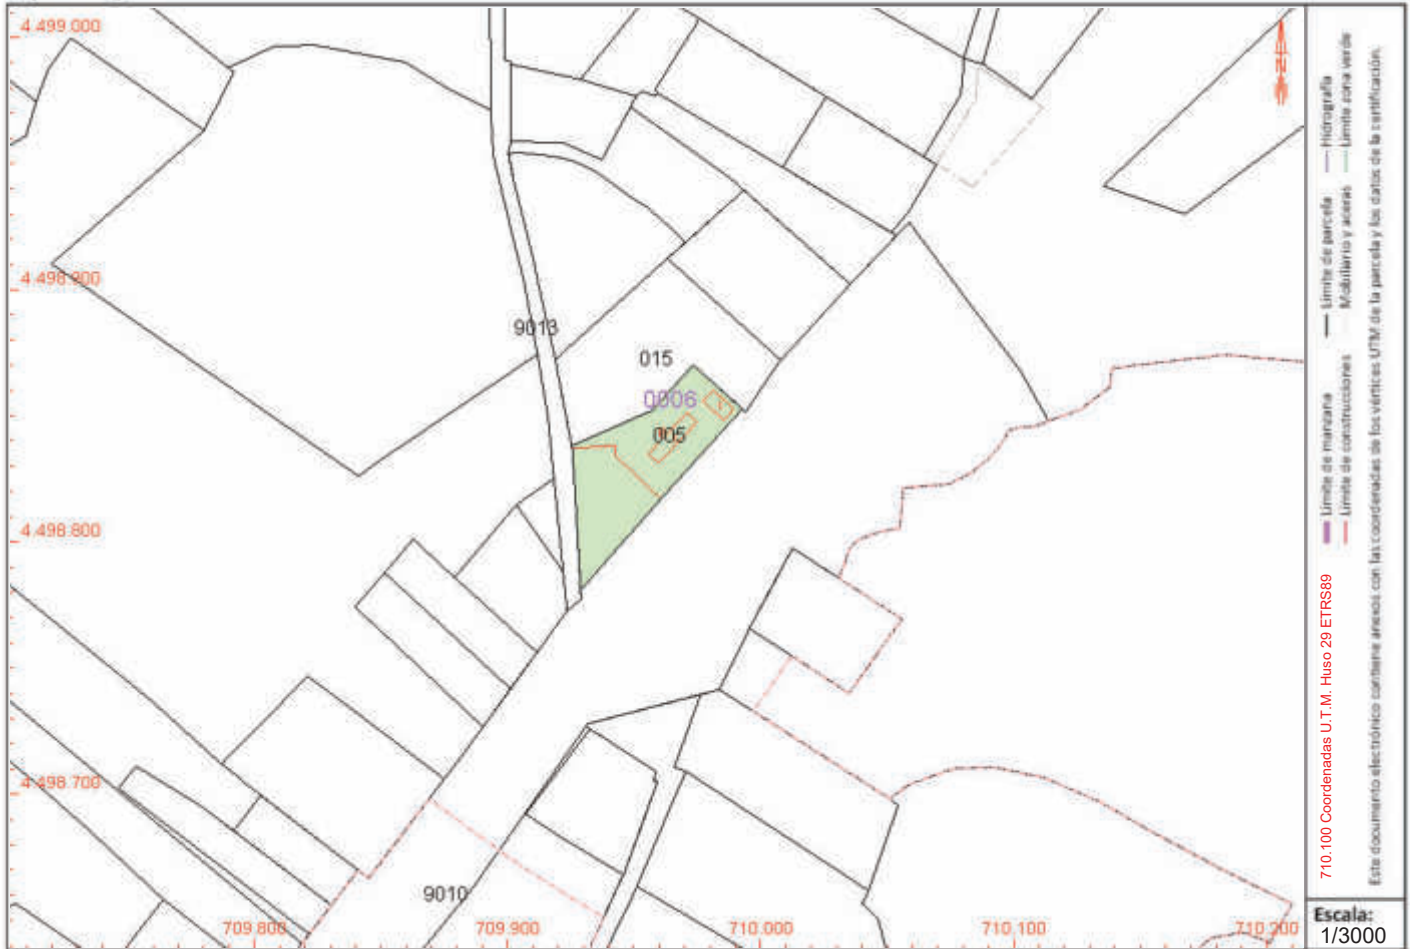 4.499.000
4.498.900
9013
015
0006
005
4.498.800
4.498.700
9010
709.800
709.900
710.000
710.100
710.200
710.100 Coordenadas U.T.M. Huso 29 ETRS89
Límite de manzana
Límite de parcela
Hidrografía
Límite de construcciones
Mobiliario y aceras
Límite zona verde
Este documento electrónico contiene anexos con las coordenadas de los vértices UTM de la parcela y los datos de la certificación.
Escala:
1/3000